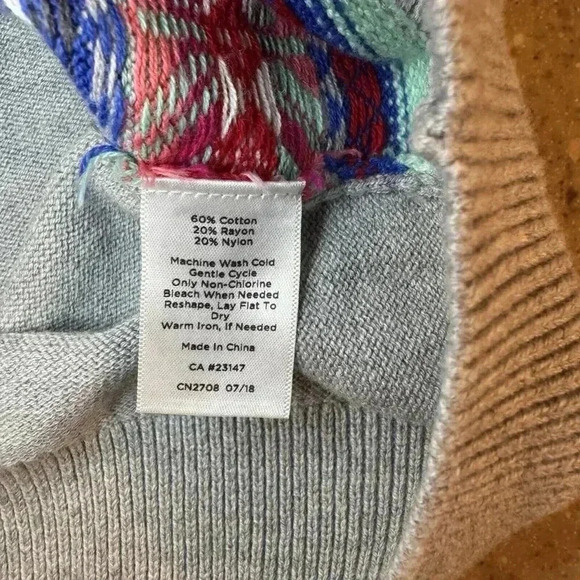 60% Cotton
20% Rayon
20% Nylon
Machine Wash Cold
Gentle Cycle
Only Non-Chlorine
Bleach When Needed
Reshape, Lay Flat To
Dry
Warm Iron, If Needed
Made In China
CA #23147
CN2708 07/18